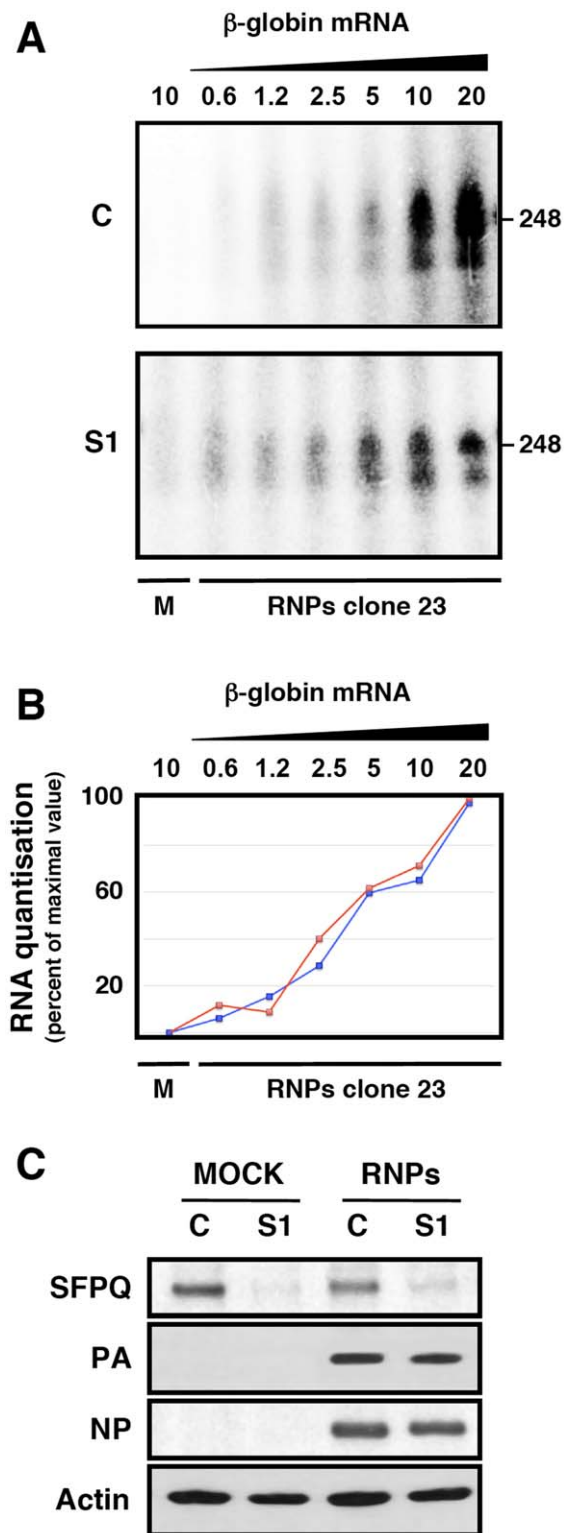 A
β-globin mRNA
10 0.6 1.2 2.5 5 10 20
C
248
S1
248
M RNPs clone 23
B
β-globin mRNA
10 0.6 1.2 2.5 5 10 20
RNA quantisation
(percent of maximal value)
100
60
20
M RNPs clone 23
C
MOCK RNPs
C S1 C S1
SFPQ
PA
NP
Actin